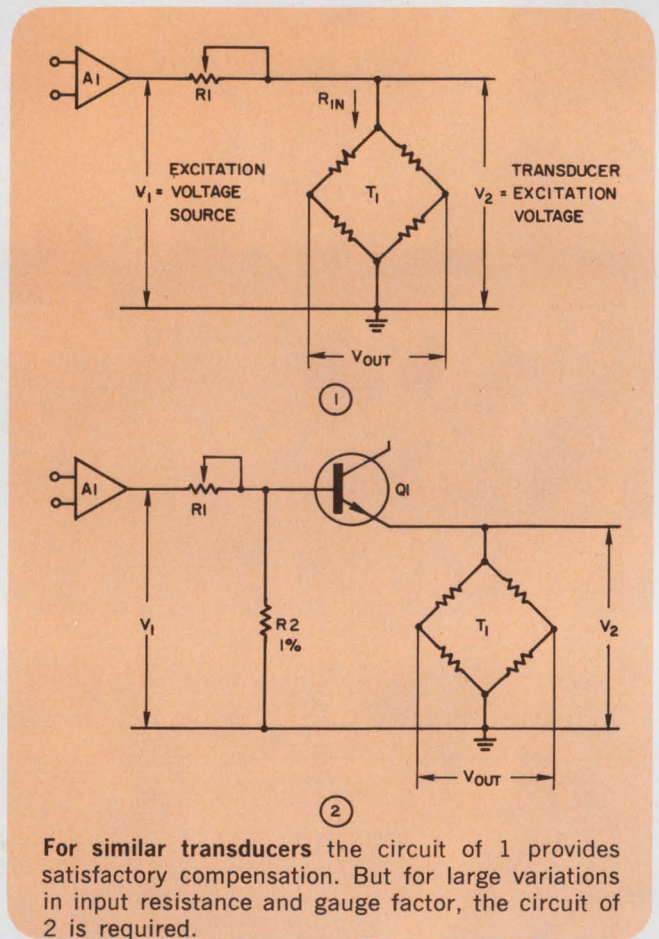 A1
R1
RIN
EXCITATION
V1 = VOLTAGE
SOURCE
T1
TRANSDUCER
V2 = EXCITATION
VOLTAGE
VOUT
1
A1
R1
Q1
V1
R2
1%
T1
V2
VOUT
2
For similar transducers the circuit of 1 provides
satisfactory compensation. But for large variations
in input resistance and gauge factor, the circuit of
2 is required.